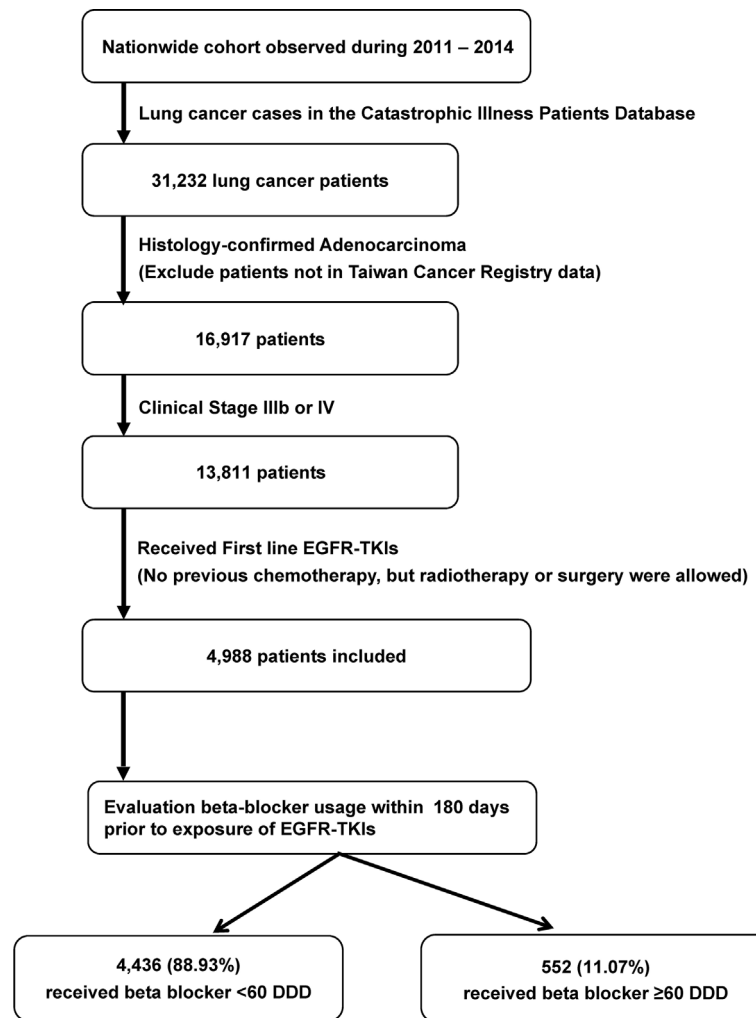 Nationwide cohort observed during 2011 – 2014
Lung cancer cases in the Catastrophic Illness Patients Database
31,232 lung cancer patients
Histology-confirmed Adenocarcinoma
(Exclude patients not in Taiwan Cancer Registry data)
16,917 patients
Clinical Stage IIIb or IV
13,811 patients
Received First line EGFR-TKIs
(No previous chemotherapy, but radiotherapy or surgery were allowed)
4,988 patients included
Evaluation beta-blocker usage within 180 days
prior to exposure of EGFR-TKIs
4,436 (88.93%)
received beta blocker <60 DDD
552 (11.07%)
received beta blocker ≥60 DDD